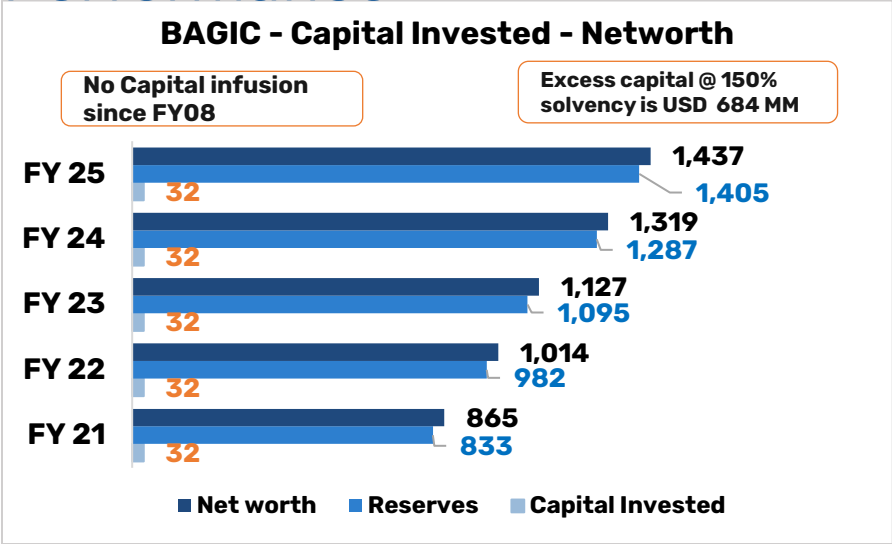 BAGIC - Capital Invested - Networth
No Capital infusion
since FY08
Excess capital @ 150%
solvency is USD 684 MM
FY 25
1,437
1,405
32
FY 24
1,319
1,287
32
FY 23
1,127
1,095
32
FY 22
1,014
982
32
FY 21
865
833
32
Net worth
Reserves
Capital Invested